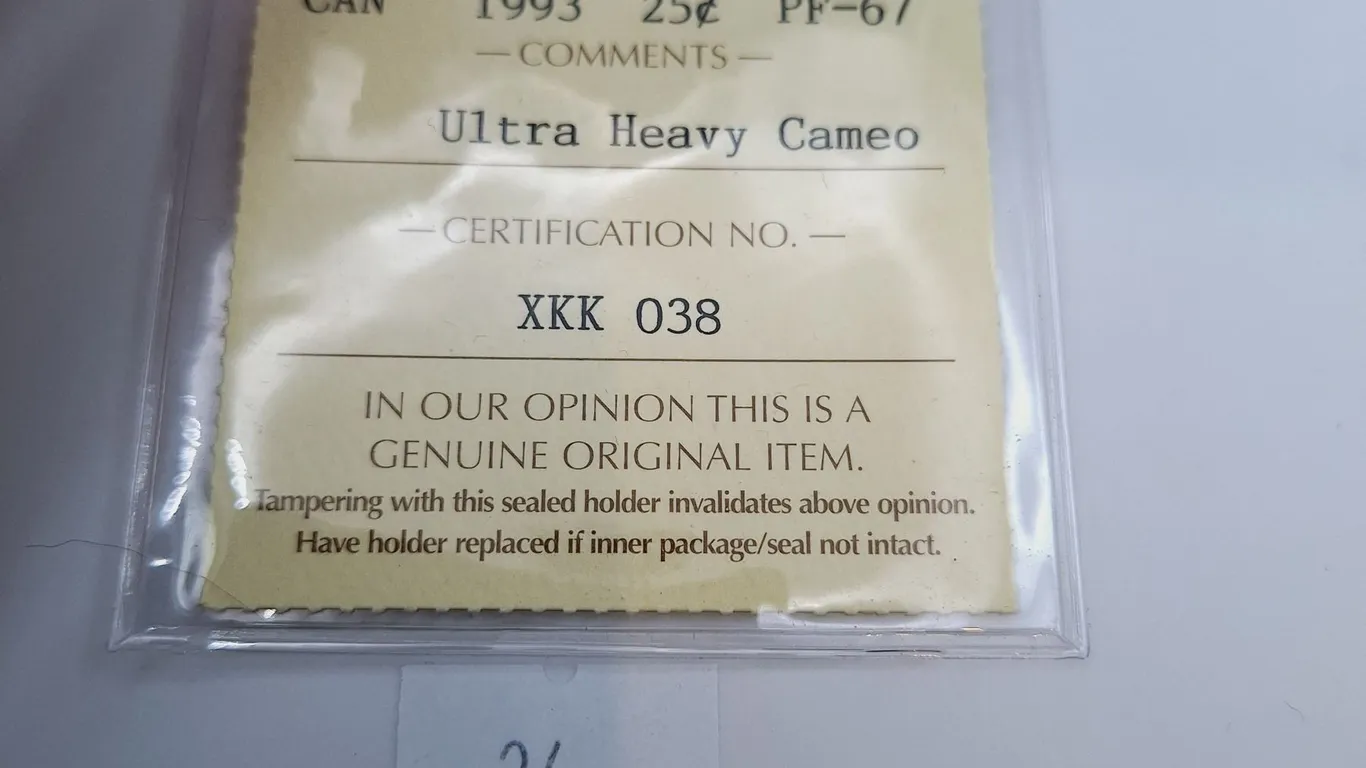 CAN 1993 25¢ PF-67
— COMMENTS —
Ultra Heavy Cameo
— CERTIFICATION NO. —
XKK 038
IN OUR OPINION THIS IS A
GENUINE ORIGINAL ITEM.
Tampering with this sealed holder invalidates above opinion.
Have holder replaced if inner package/seal not intact.